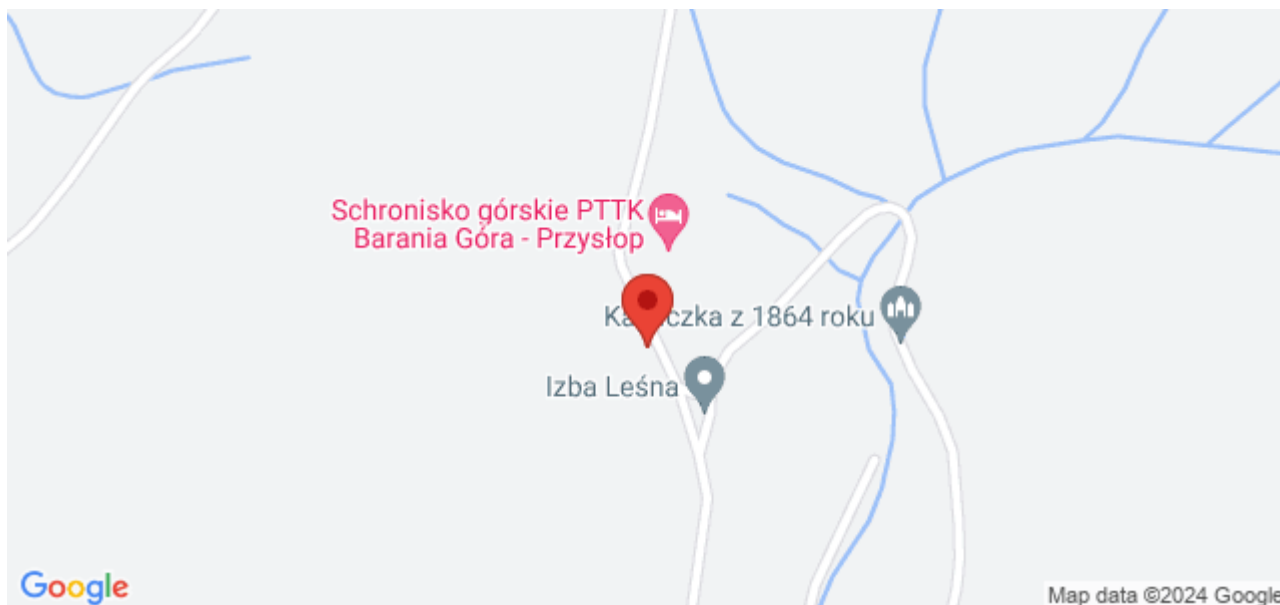 Schronisko górskie PTTK
Barania Góra - Przysłop
z 1864 roku
Izba Leśna
Google
Map data ©2024 Google